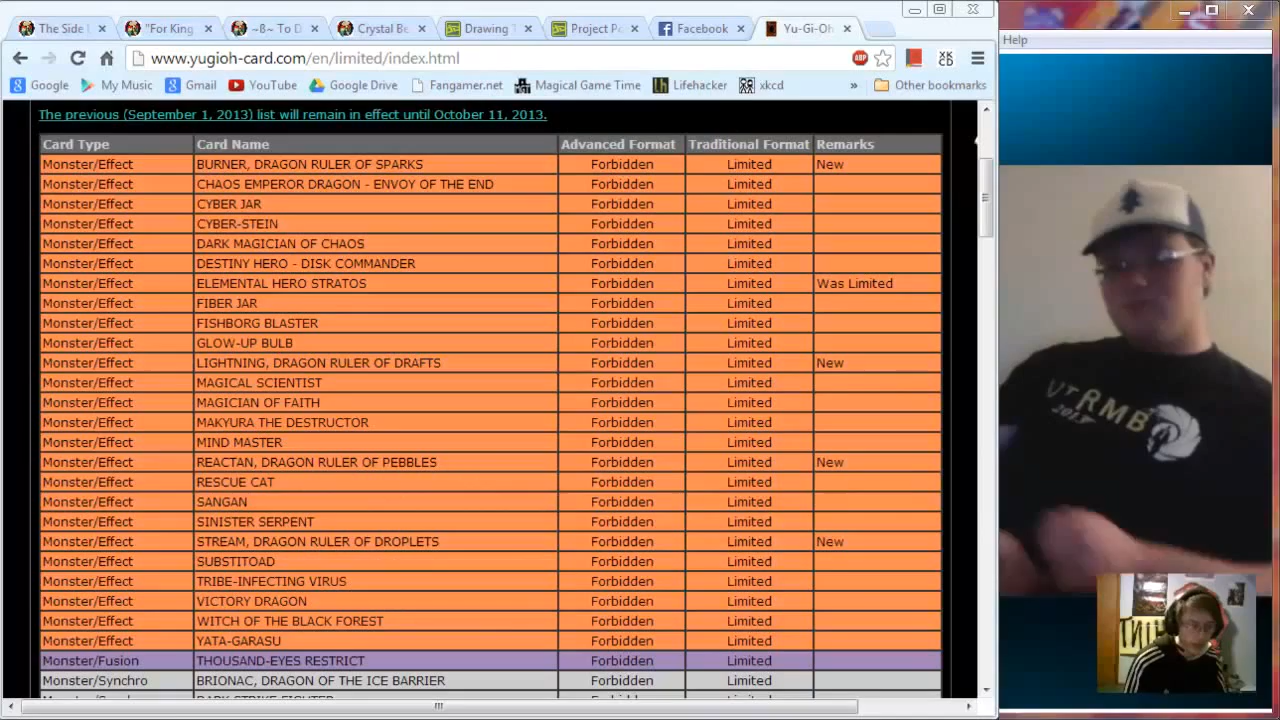 The Side
"For King
~ß~ To D
Crystal Be
Drawing
Project Po
Facebook
Yu-Gi-Oh
Help
www.yugioh-card.com/en/limited/index.html
ABP
XK CD
Google
My Music
Gmail
YouTube
Google Drive
Fangamer.net
Magical Game Time
Lifehacker
xkcd
»
Other bookmarks
The previous (September 1, 2013) list will remain in effect until October 11, 2013.
Card Type Card Name Advanced Format Traditional Format Remarks
Monster/Effect BURNER, DRAGON RULER OF SPARKS Forbidden Limited New
Monster/Effect CHAOS EMPEROR DRAGON - ENVOY OF THE END Forbidden Limited
Monster/Effect CYBER JAR Forbidden Limited
Monster/Effect CYBER-STEIN Forbidden Limited
Monster/Effect DARK MAGICIAN OF CHAOS Forbidden Limited
Monster/Effect DESTINY HERO - DISK COMMANDER Forbidden Limited
Monster/Effect ELEMENTAL HERO STRATOS Forbidden Limited Was Limited
Monster/Effect FIBER JAR Forbidden Limited
Monster/Effect FISHBORG BLASTER Forbidden Limited
Monster/Effect GLOW-UP BULB Forbidden Limited
Monster/Effect LIGHTNING, DRAGON RULER OF DRAFTS Forbidden Limited New
Monster/Effect MAGICAL SCIENTIST Forbidden Limited
Monster/Effect MAGICIAN OF FAITH Forbidden Limited
Monster/Effect MAKYURA THE DESTRUCTOR Forbidden Limited
Monster/Effect MIND MASTER Forbidden Limited
Monster/Effect REACTAN, DRAGON RULER OF PEBBLES Forbidden Limited New
Monster/Effect RESCUE CAT Forbidden Limited
Monster/Effect SANGAN Forbidden Limited
Monster/Effect SINISTER SERPENT Forbidden Limited
Monster/Effect STREAM, DRAGON RULER OF DROPLETS Forbidden Limited New
Monster/Effect SUBSTITOAD Forbidden Limited
Monster/Effect TRIBE-INFECTING VIRUS Forbidden Limited
Monster/Effect VICTORY DRAGON Forbidden Limited
Monster/Effect WITCH OF THE BLACK FOREST Forbidden Limited
Monster/Effect YATA-GARASU Forbidden Limited
Monster/Fusion THOUSAND-EYES RESTRICT Forbidden Limited
Monster/Synchro BRIONAC, DRAGON OF THE ICE BARRIER Forbidden Limited
UT RMB
2013